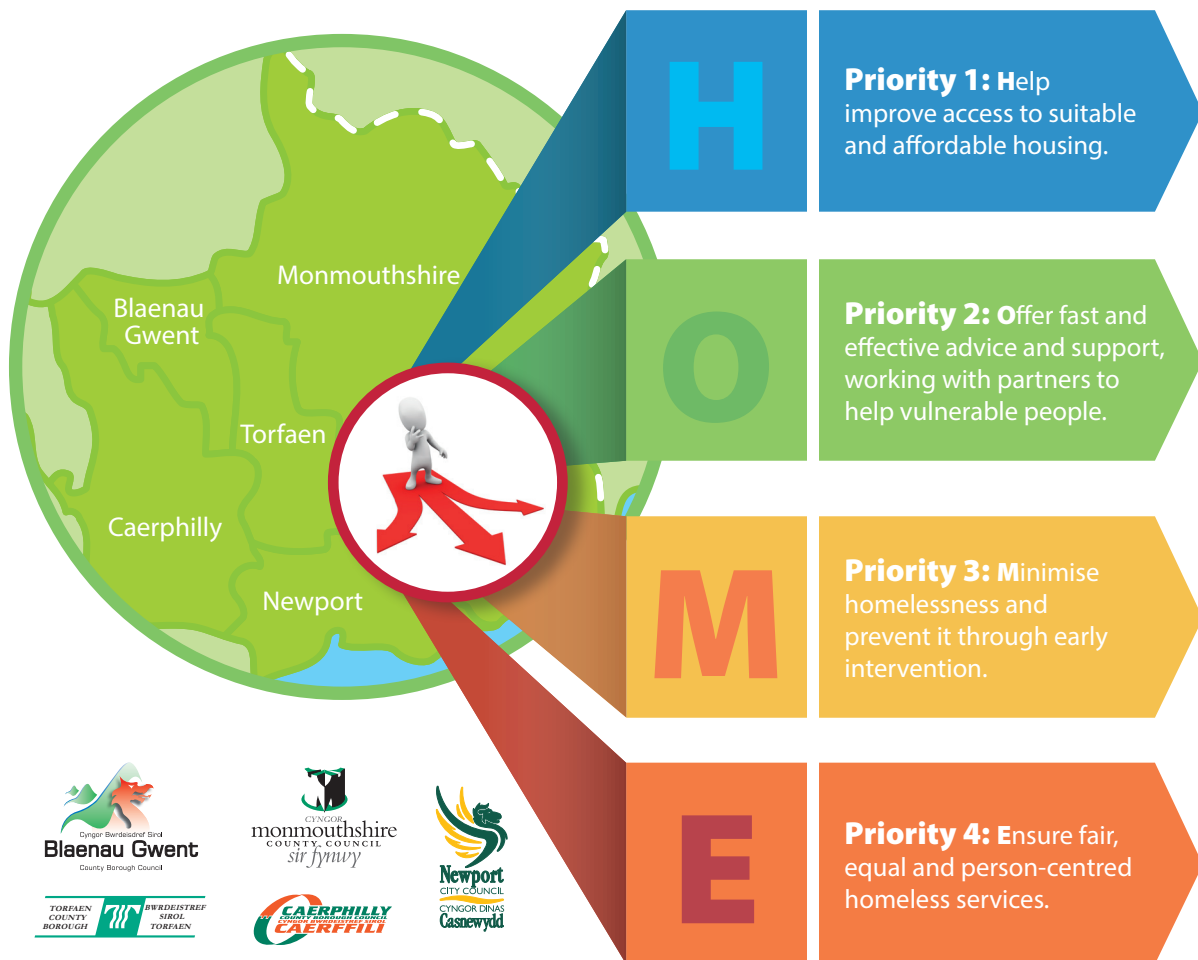 H
Priority 1: Help
improve access to suitable
and affordable housing.
O
Priority 2: Offer fast and
effective advice and support,
working with partners to
help vulnerable people.
M
Priority 3: Minimise
homelessness and
prevent it through early
intervention.
E
Priority 4: Ensure fair,
equal and person-centred
homeless services.
Monmouthshire
Blaenau
Gwent
Torfaen
Caerphilly
Newport
Cyngor Bwrdeisdref Sirol
Blaenau Gwent
County Borough Council
CYNGOR
monmouthshire
COUNTY COUNCIL
sir fynwy
Newport
CITY COUNCIL
CYNGOR DINAS
Casnewydd
TORFAEN
COUNTY
BOROUGH
BWRDEISTREF
SIROL
TORFAEN
CAERPHILLY
COUNTY BOROUGH COUNCIL
CYNGOR BWRDEISTREF SIROL
CAERFFILI